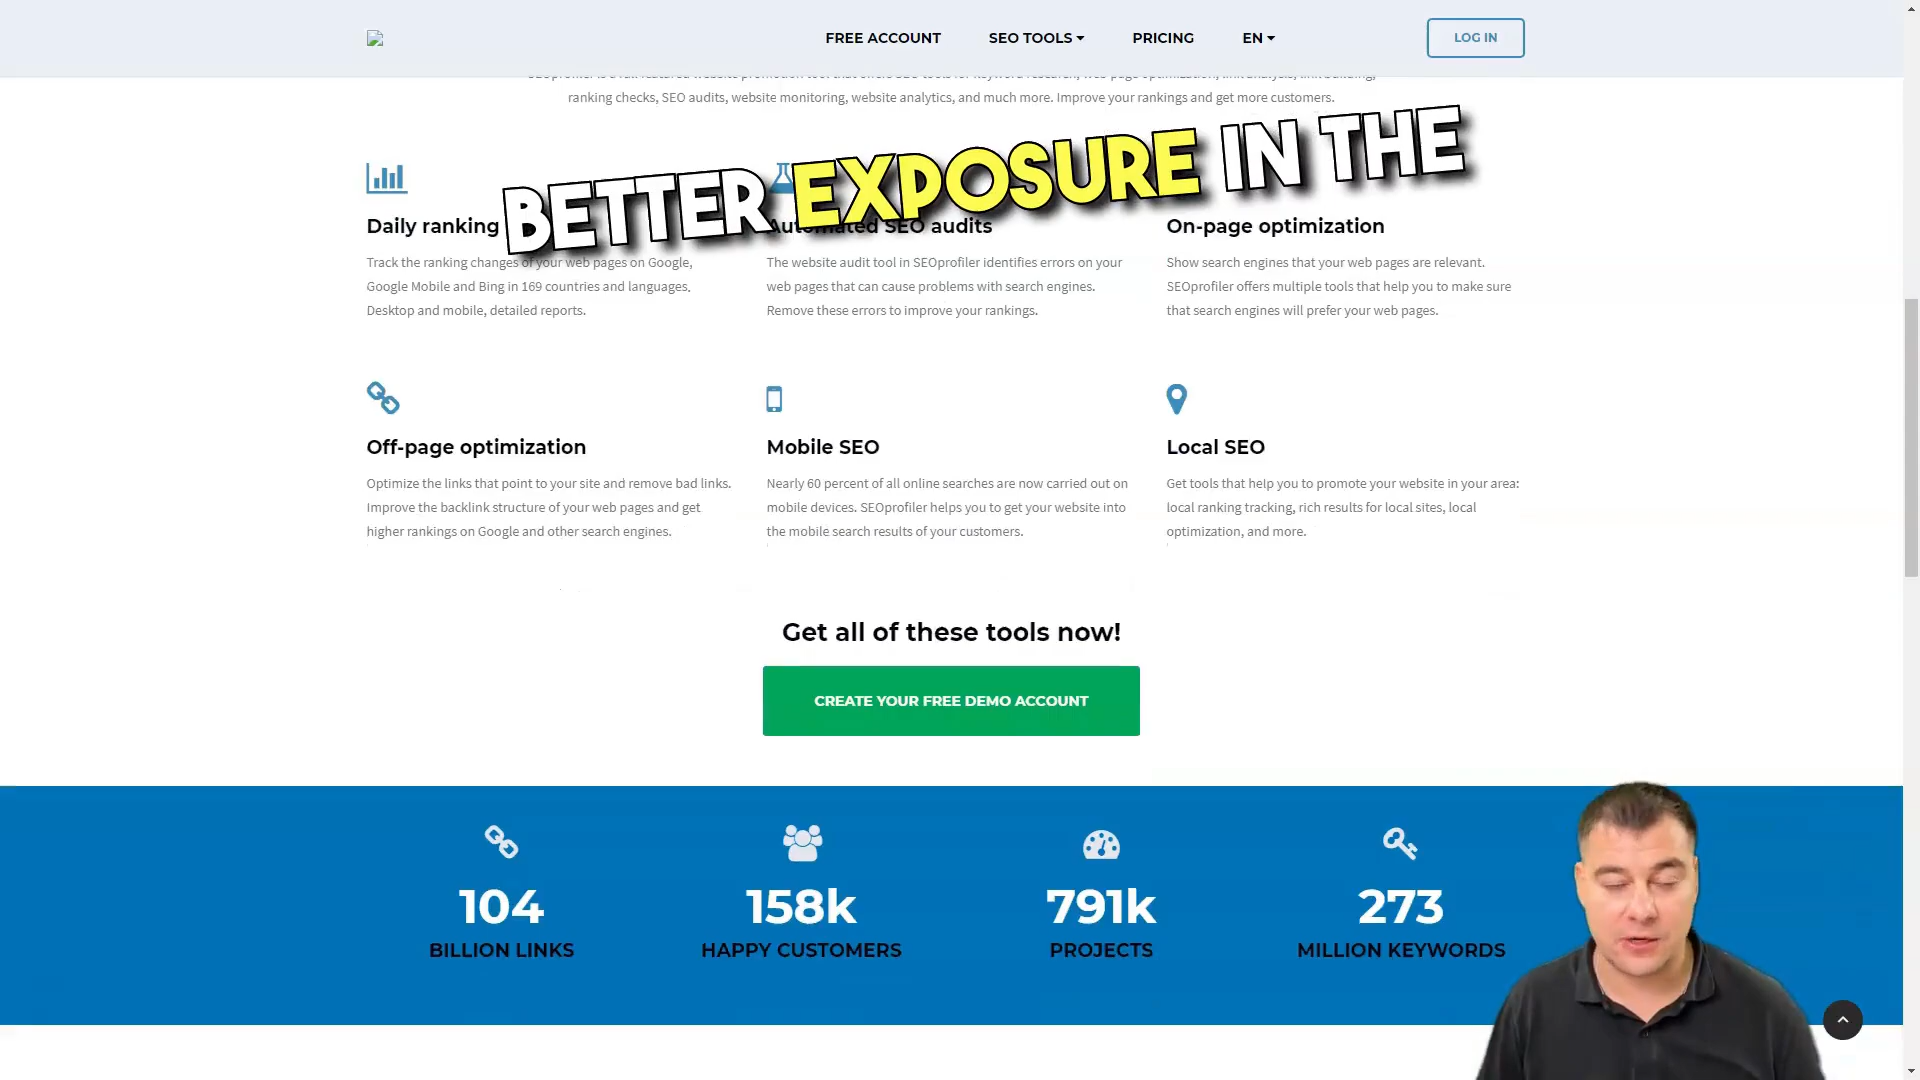 FREE ACCOUNT
SEO TOOLS
PRICING
EN
LOG IN
SEOprofiler is a full-featured website promotion tool that offers SEO tools for keyword research, web page optimization, link analysis, link building,
ranking checks, SEO audits, website monitoring, website analytics, and much more. Improve your rankings and get more customers.
BETTER EXPOSURE IN THE
Daily ranking
Track the ranking changes of your web pages on Google,
Google Mobile and Bing in 169 countries and languages,
Desktop and mobile, detailed reports.
Automated SEO audits
The website audit tool in SEOprofiler identifies errors on your
web pages that can cause problems with search engines.
Remove these errors to improve your rankings.
On-page optimization
Show search engines that your web pages are relevant.
SEOprofiler offers multiple tools that help you to make sure
that search engines will prefer your web pages.
Off-page optimization
Optimize the links that point to your site and remove bad links.
Improve the backlink structure of your web pages and get
higher rankings on Google and other search engines.
Mobile SEO
Nearly 60 percent of all online searches are now carried out on
mobile devices. SEOprofiler helps you to get your website into
the mobile search results of your customers.
Local SEO
Get tools that help you to promote your website in your area:
local ranking tracking, rich results for local sites, local
optimization, and more.
Get all of these tools now!
CREATE YOUR FREE DEMO ACCOUNT
104
BILLION LINKS
158k
HAPPY CUSTOMERS
791k
PROJECTS
273
MILLION KEYWORDS